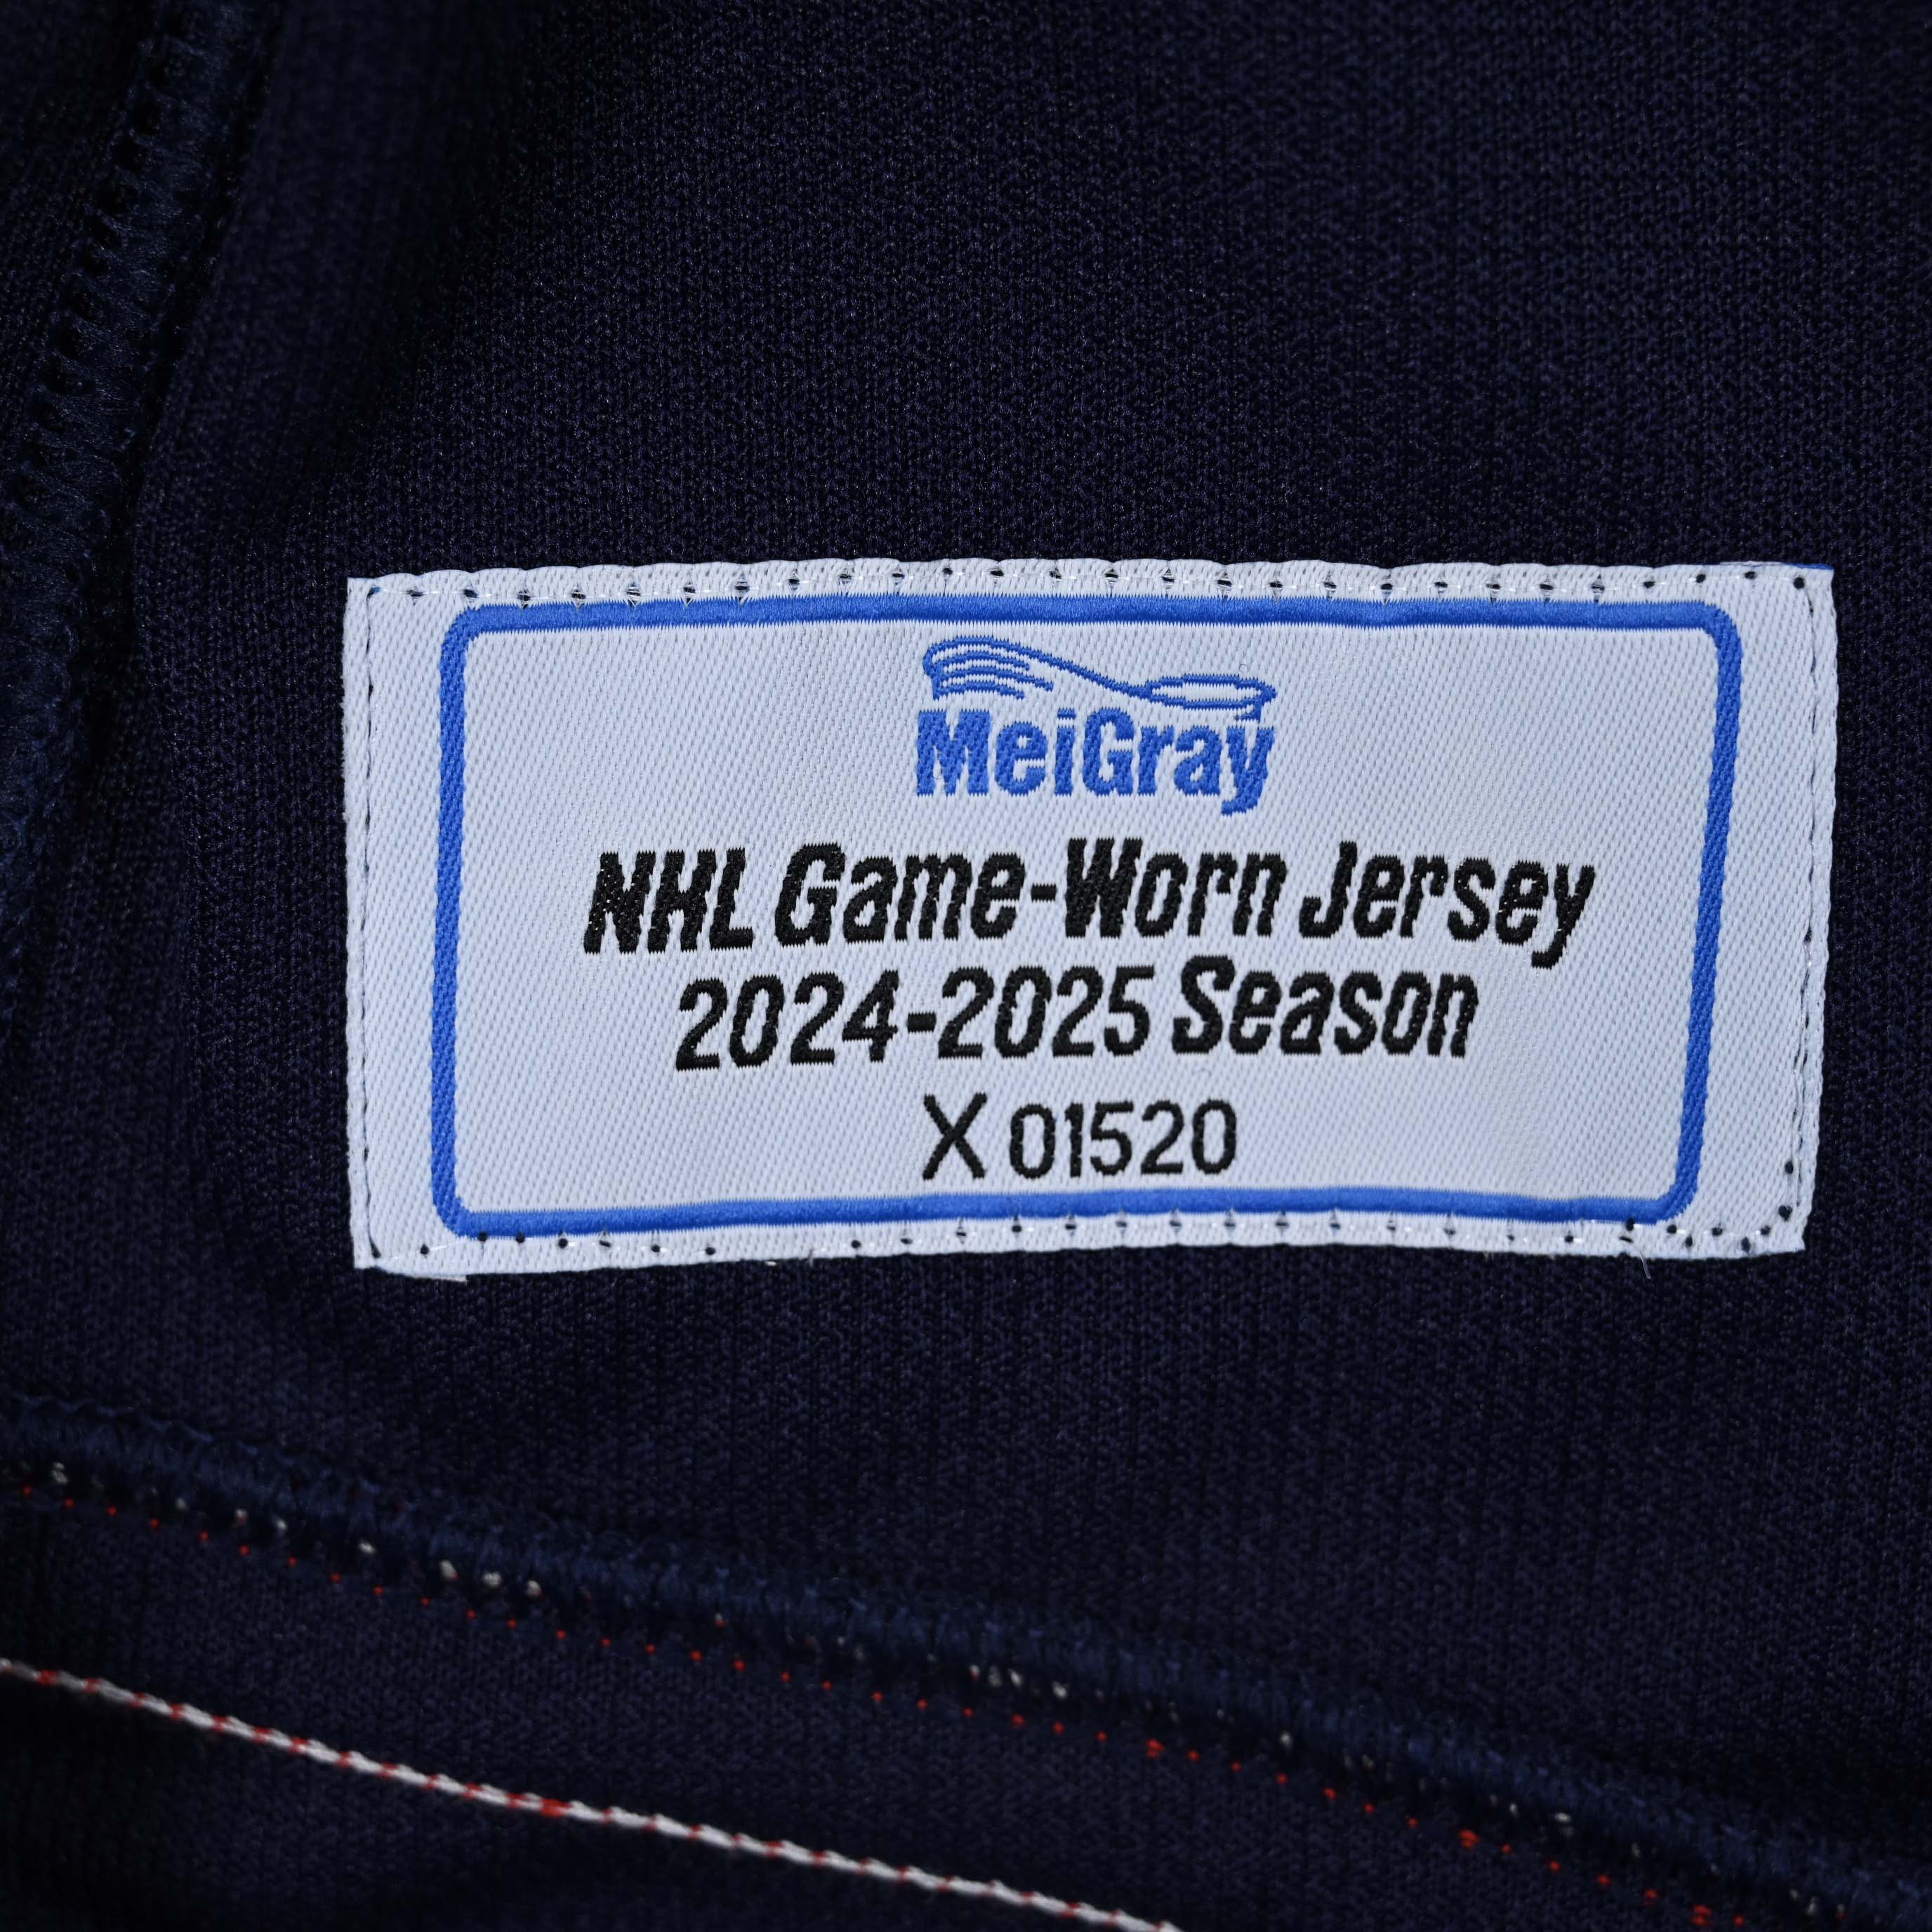 MeiGray
NHL Game-Worn Jersey
2024-2025 Season
X 01520